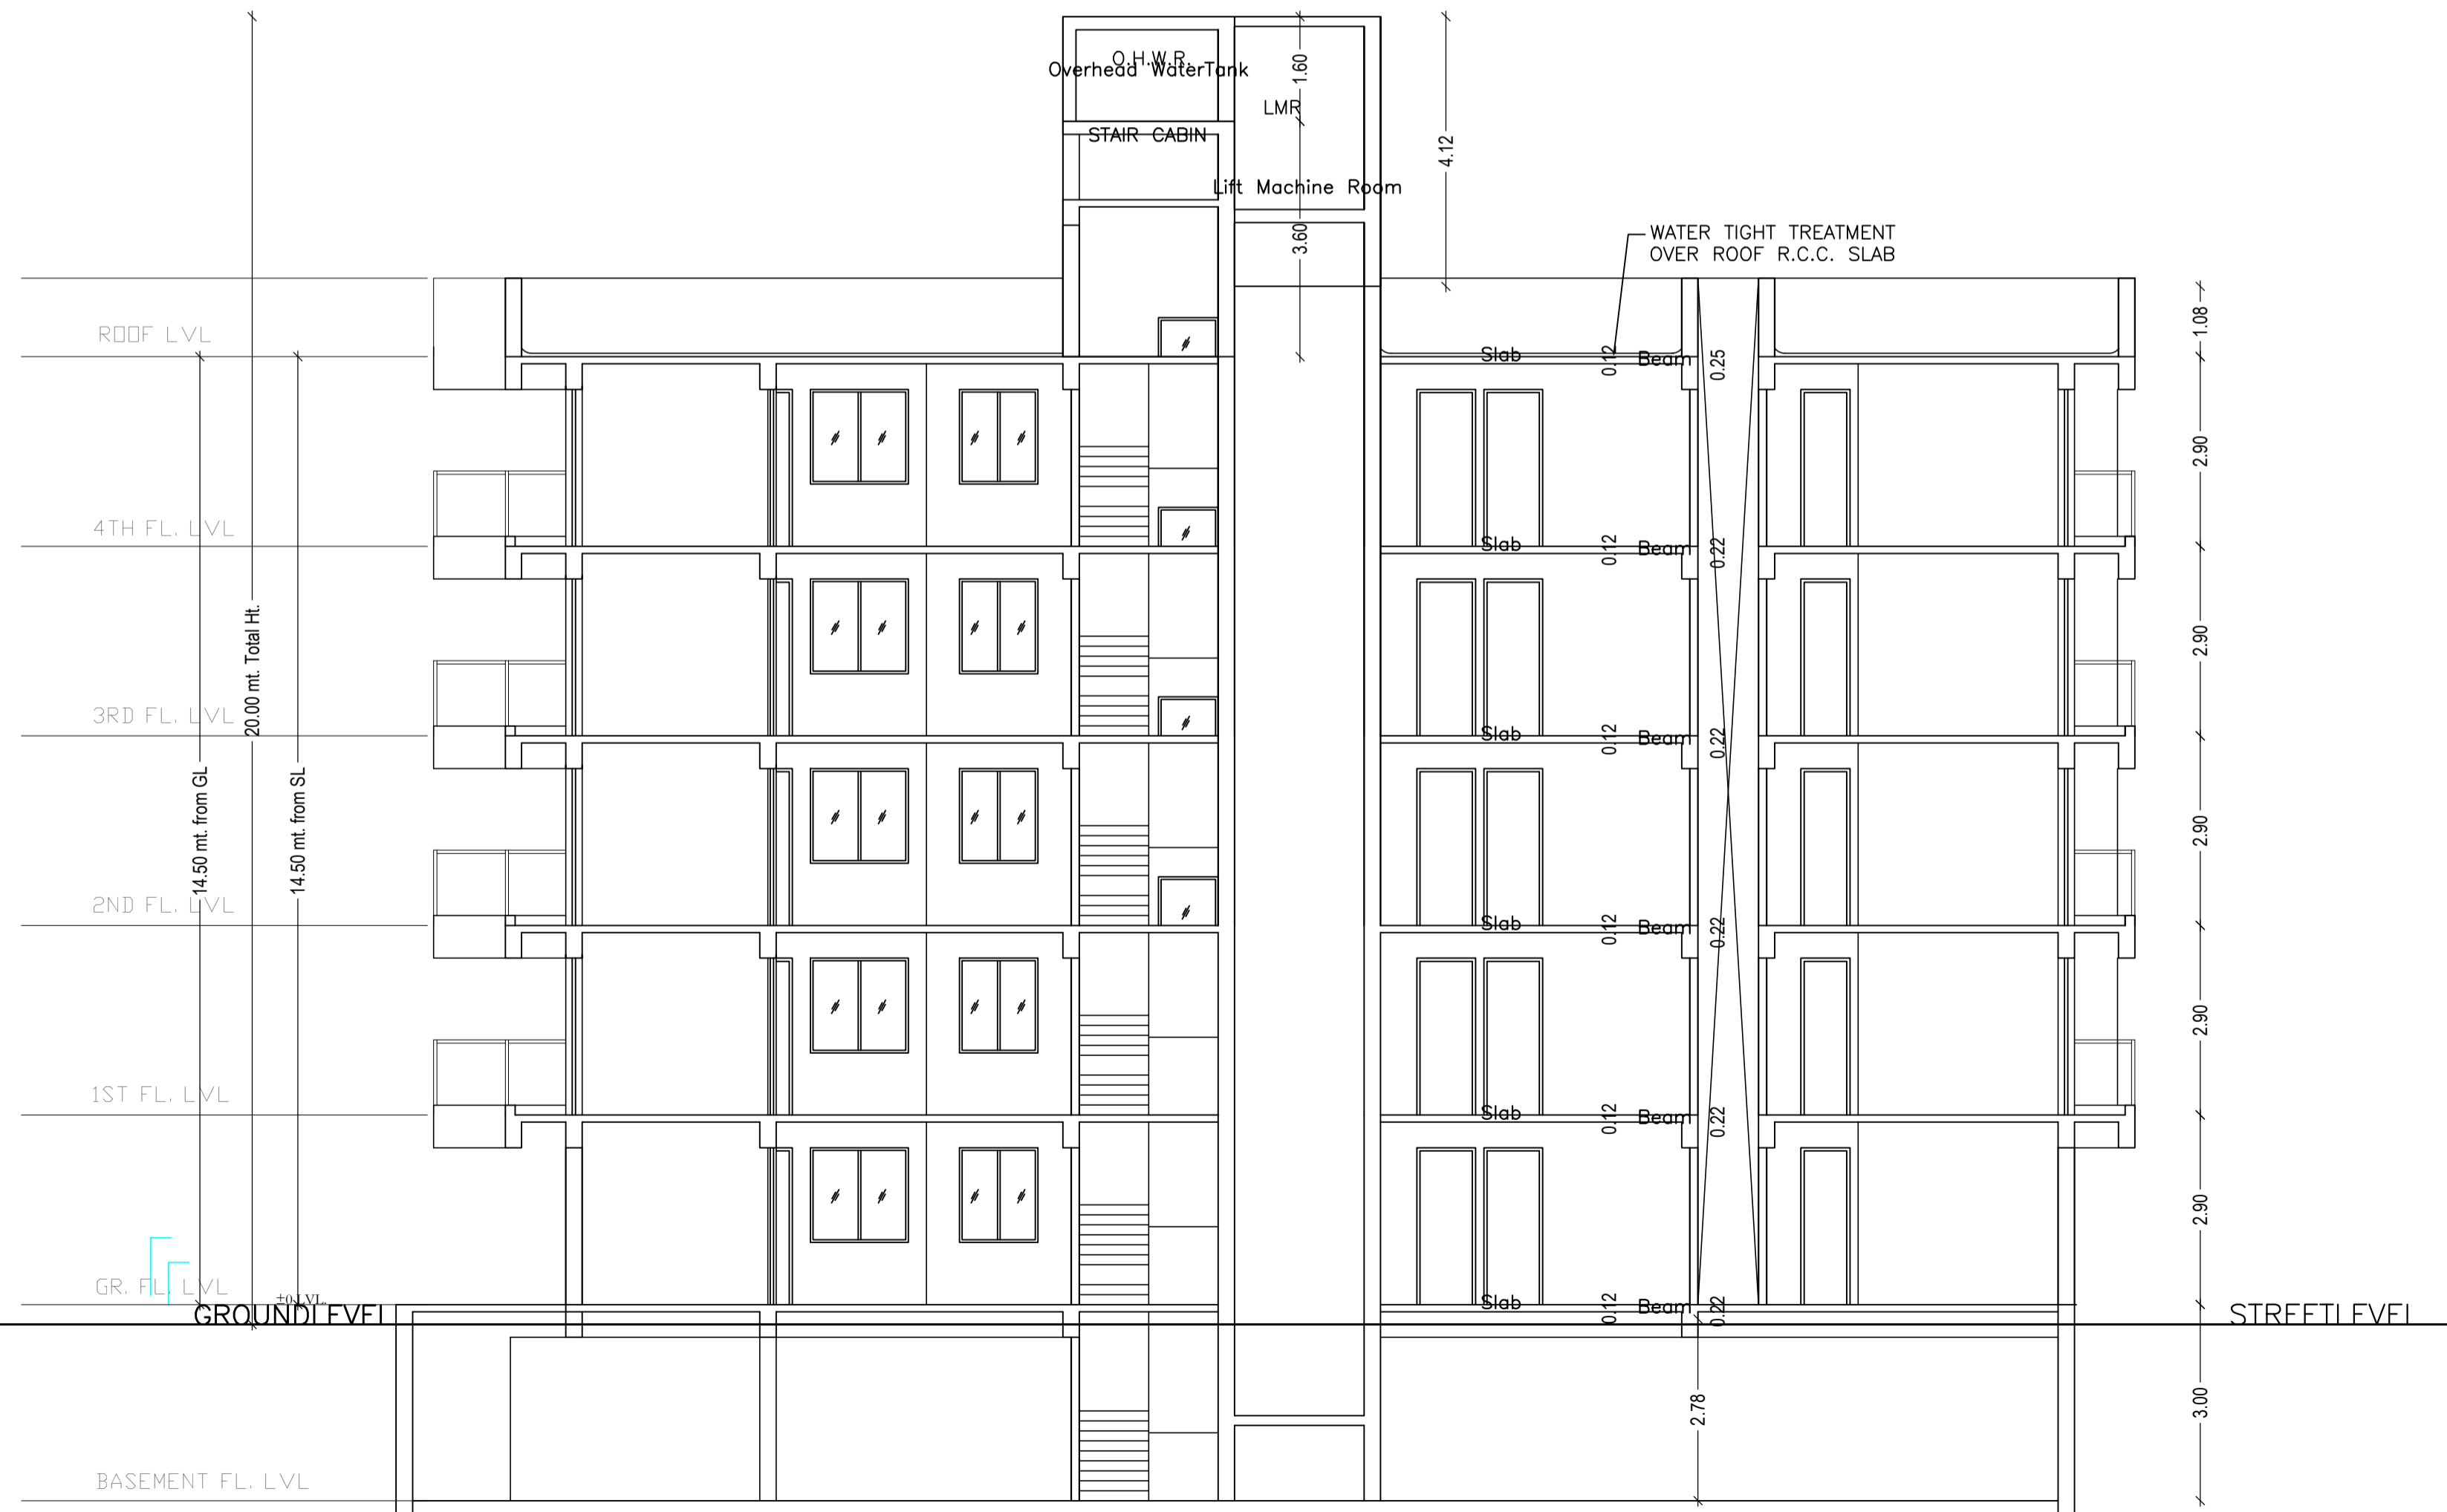 O.H.W.R.
Overhead WaterTank
1.60
LMR
STAIR CABIN
4.12
Lift Machine Room
3.60
WATER TIGHT TREATMENT
OVER ROOF R.C.C. SLAB
ROOF LVL
1.08
Slab
0.12
Beam
0.25
2.90
4TH FL. LVL
Slab
0.12
Beam
0.22
20.00 mt. Total Ht.
2.90
3RD FL. LVL
Slab
0.12
Beam
0.22
14.50 mt. from GL
14.50 mt. from SL
2.90
2ND FL. LVL
Slab
0.12
Beam
0.22
2.90
1ST FL. LVL
Slab
0.12
Beam
0.22
2.90
GR. FL. LVL
±0 LVL.
GROUNDLEVEL
Slab
0.12
Beam
0.22
STREETLEVEL
2.78
3.00
BASEMENT FL. LVL